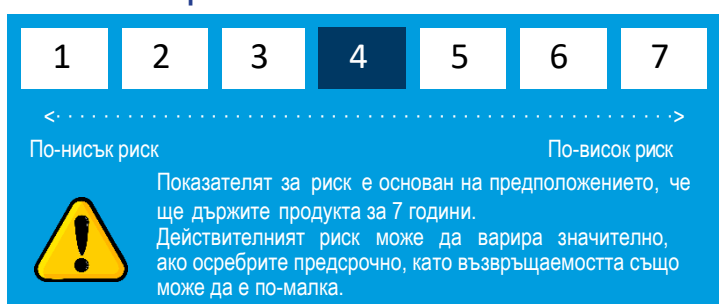 1 2 3 4 5 6 7
<· · · · · · · · · · · · · · · · · · · · · · · · · · · · · · · · · · · · · · · · · · · · · · · · · · · · · ·>
По-нисък риск По-висок риск
Показателят за риск е основан на предположението, че
ще държите продукта за 7 години.
Действителният риск може да варира значително,
ако осребрите предсрочно, като възвръщаемостта също
може да е по-малка.